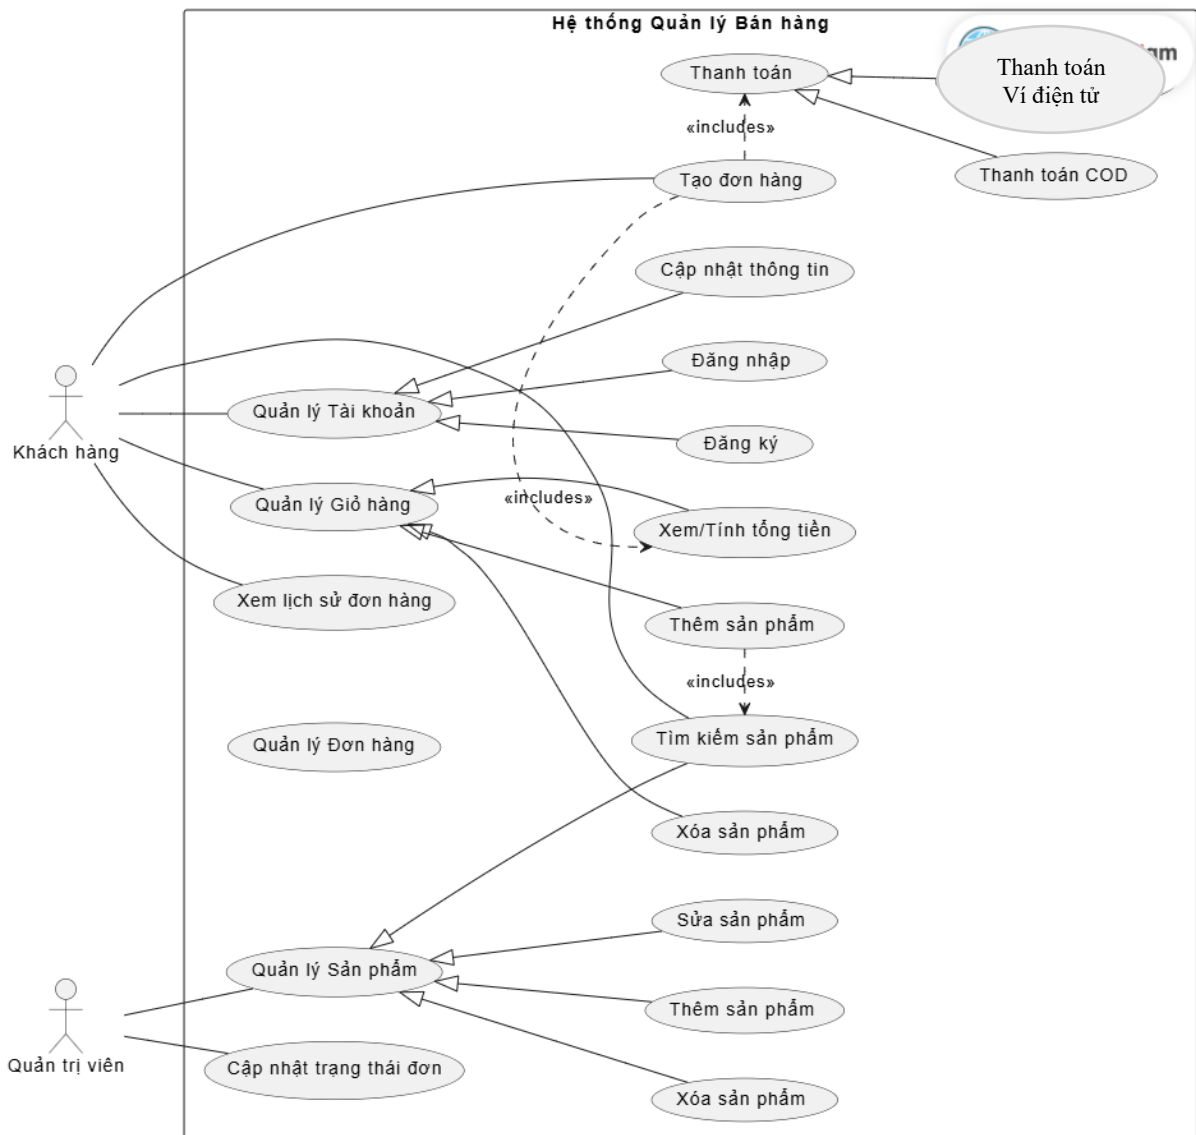 Hệ thống Quản lý Bán hàng
Thanh toán
Thanh toán
Ví điện tử
«includes»
Tạo đơn hàng
Thanh toán COD
Cập nhật thông tin
Đăng nhập
Quản lý Tài khoản
Đăng ký
Khách hàng
Quản lý Giỏ hàng
«includes»
Xem/Tính tổng tiền
Xem lịch sử đơn hàng
Thêm sản phẩm
«includes»
Quản lý Đơn hàng
Tìm kiếm sản phẩm
Xóa sản phẩm
Sửa sản phẩm
Quản lý Sản phẩm
Thêm sản phẩm
Quản trị viên
Cập nhật trạng thái đơn
Xóa sản phẩm